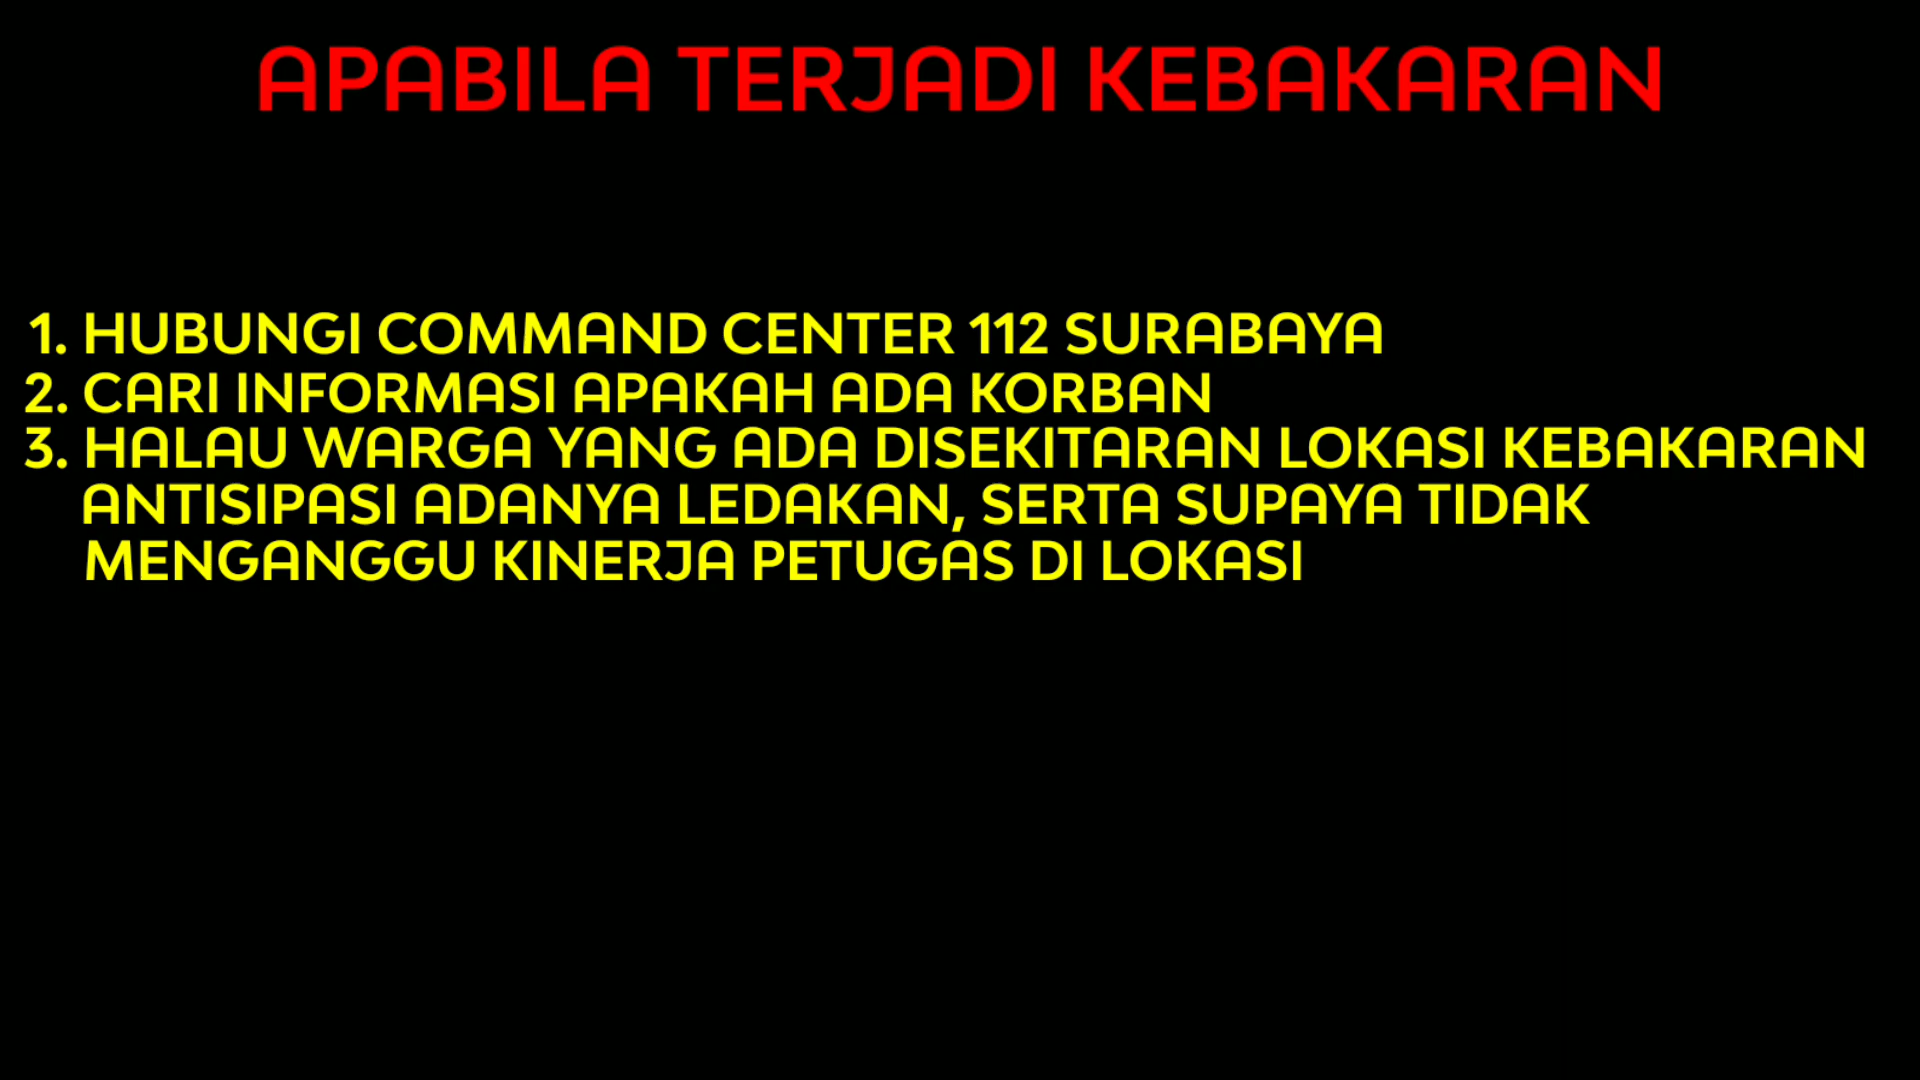 APABILA TERJADI KEBAKARAN
1. HUBUNGI COMMAND CENTER 112 SURABAYA
2. CARI INFORMASI APAKAH ADA KORBAN
3. HALAU WARGA YANG ADA DISEKITARAN LOKASI KEBAKARAN
ANTISIPASI ADANYA LEDAKAN, SERTA SUPAYA TIDAK
MENGANGGU KINERJA PETUGAS DI LOKASI